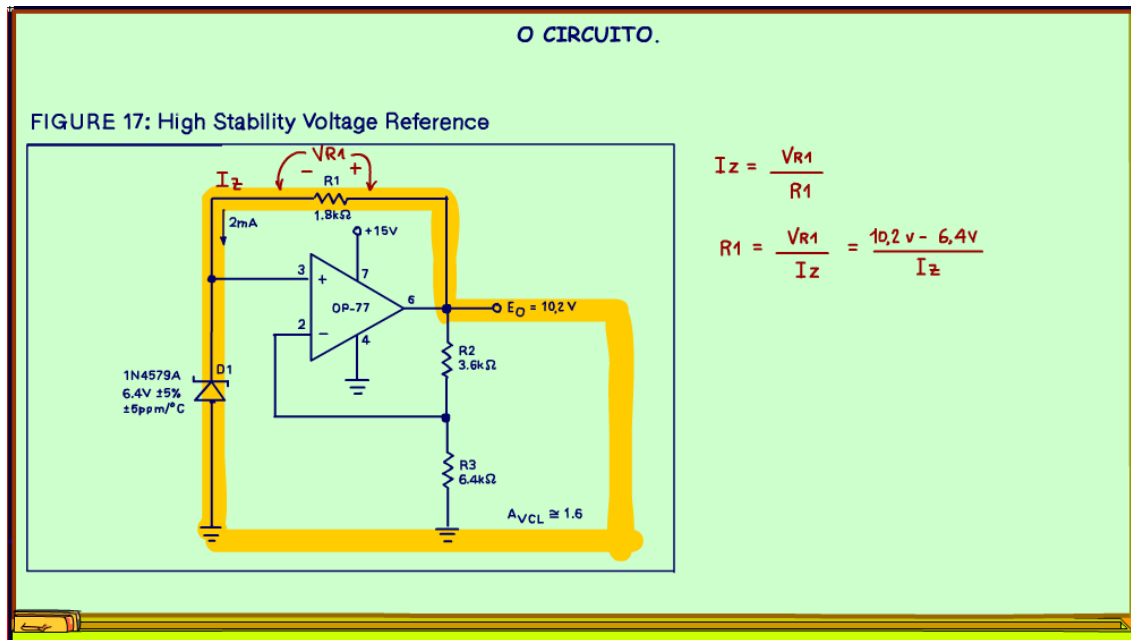 O CIRCUITO.
FIGURE 17: High Stability Voltage Reference
VR1
- +
Iz
R1
1.8kΩ
2mA
+15V
3
+
7
OP-77
6
2
−
4
E_O = 10,2 V
R2
3.6kΩ
1N4579A
6.4V ±5%
±5ppm/°C
D1
R3
6.4kΩ
A_VCL ≅ 1.6
Iz = VR1 / R1
R1 = VR1 / Iz = 10,2 v - 6,4v / Iz